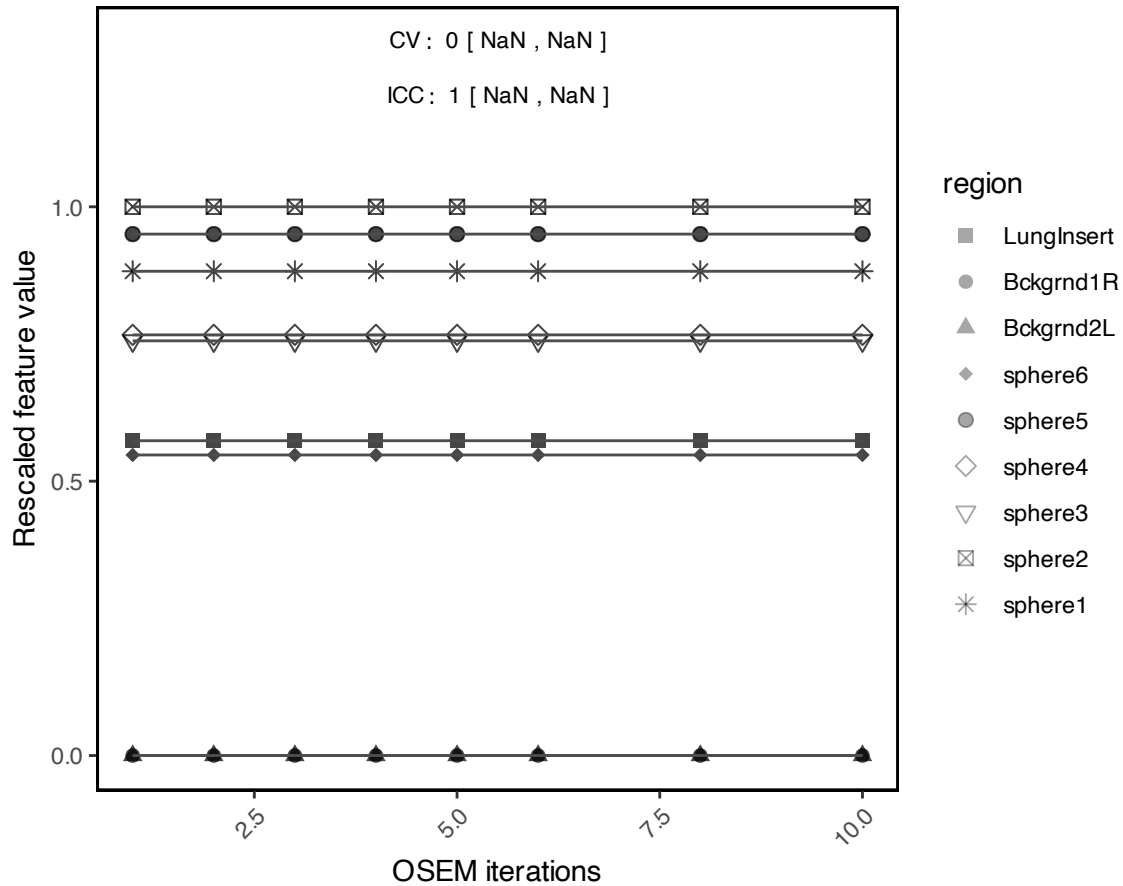 CV: 0 [ NaN , NaN ]
ICC: 1 [ NaN , NaN ]
Rescaled feature value
1.0
0.5
0.0
2.5
5.0
7.5
10.0
OSEM iterations
region
LungInsert
Bckgrnd1R
Bckgrnd2L
sphere6
sphere5
sphere4
sphere3
sphere2
sphere1